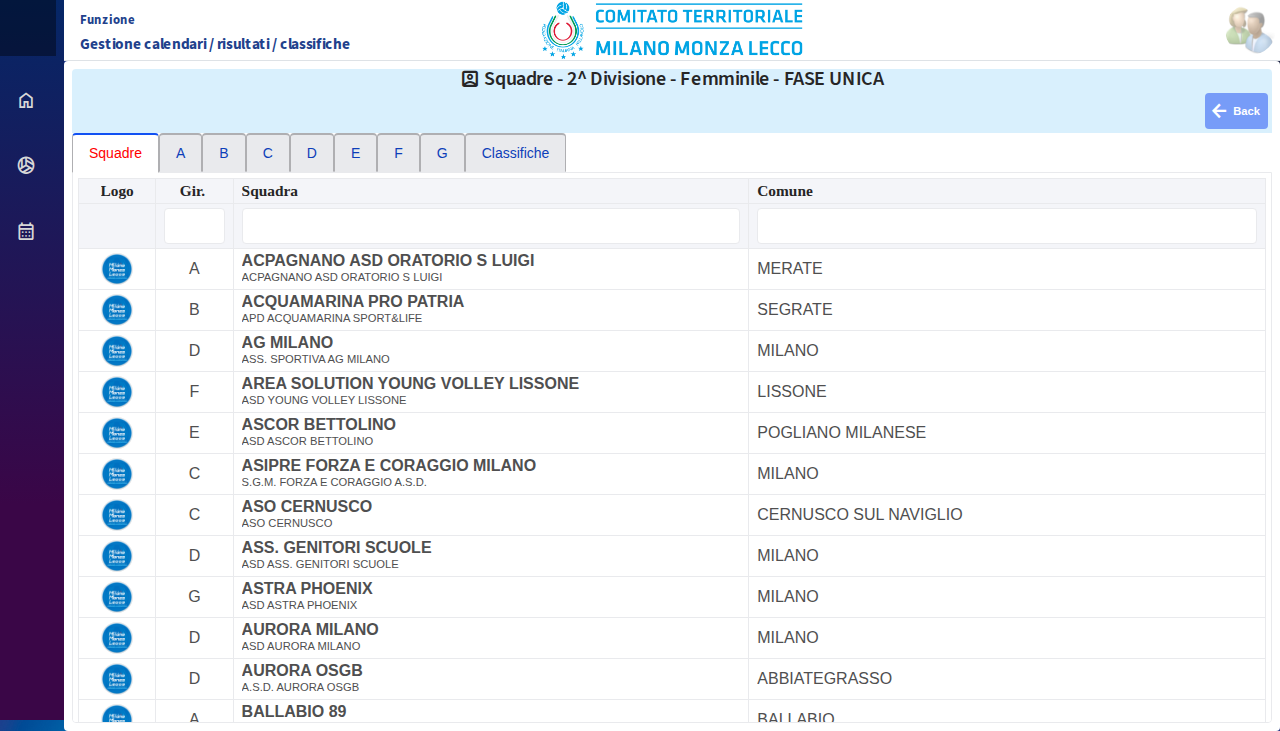 Funzione
Gestione calendari / risultati / classifiche
COMITATO TERRITORIALE
MILANO MONZA LECCO
Squadre - 2^ Divisione - Femminile - FASE UNICA
Back
Squadre A B C D E F G Classifiche
Logo Gir. Squadra Comune
A ACPAGNANO ASD ORATORIO S LUIGI MERATE
ACPAGNANO ASD ORATORIO S LUIGI
B ACQUAMARINA PRO PATRIA SEGRATE
APD ACQUAMARINA SPORT&LIFE
D AG MILANO MILANO
ASS. SPORTIVA AG MILANO
F AREA SOLUTION YOUNG VOLLEY LISSONE LISSONE
ASD YOUNG VOLLEY LISSONE
E ASCOR BETTOLINO POGLIANO MILANESE
ASD ASCOR BETTOLINO
C ASIPRE FORZA E CORAGGIO MILANO MILANO
S.G.M. FORZA E CORAGGIO A.S.D.
C ASO CERNUSCO CERNUSCO SUL NAVIGLIO
ASO CERNUSCO
D ASS. GENITORI SCUOLE MILANO
ASD ASS. GENITORI SCUOLE
G ASTRA PHOENIX MILANO
ASD ASTRA PHOENIX
D AURORA MILANO MILANO
ASD AURORA MILANO
D AURORA OSGB ABBIATEGRASSO
A.S.D. AURORA OSGB
A BALLABIO 89 BALLABIO